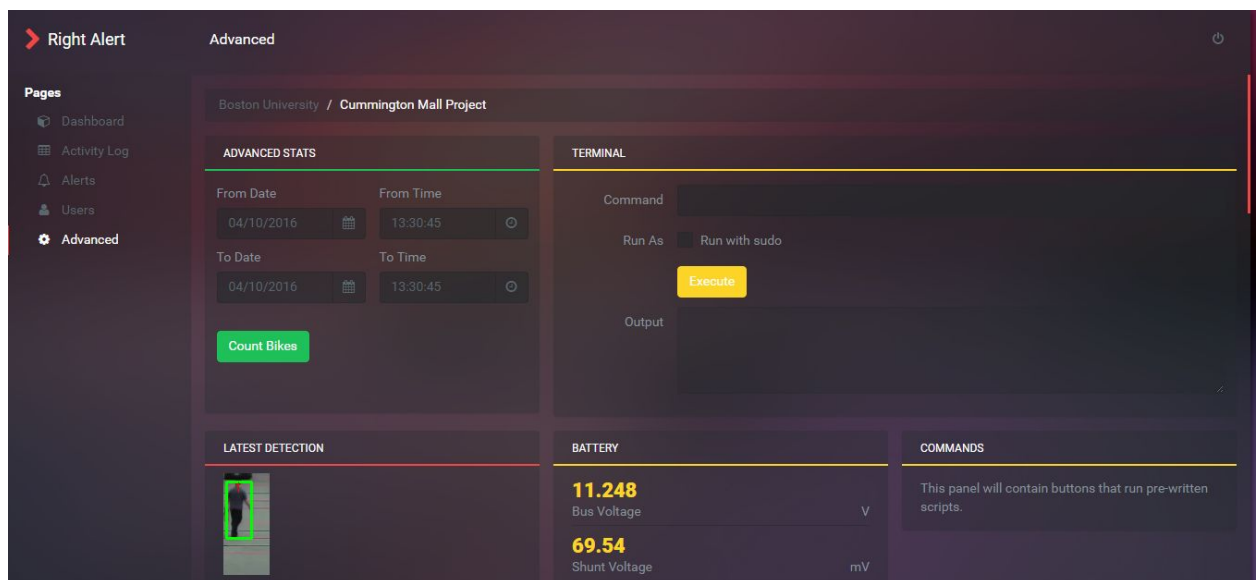 Right Alert
Advanced
Pages
Dashboard
Activity Log
Alerts
Users
Advanced
Boston University / Cummington Mall Project
ADVANCED STATS
From Date From Time
04/10/2016 13:30:45
To Date To Time
04/10/2016 13:30:45
Count Bikes
TERMINAL
Command
Run As Run with sudo
Execute
Output
LATEST DETECTION
BATTERY
11.248
Bus Voltage V
69.54
Shunt Voltage mV
COMMANDS
This panel will contain buttons that run pre-written
scripts.